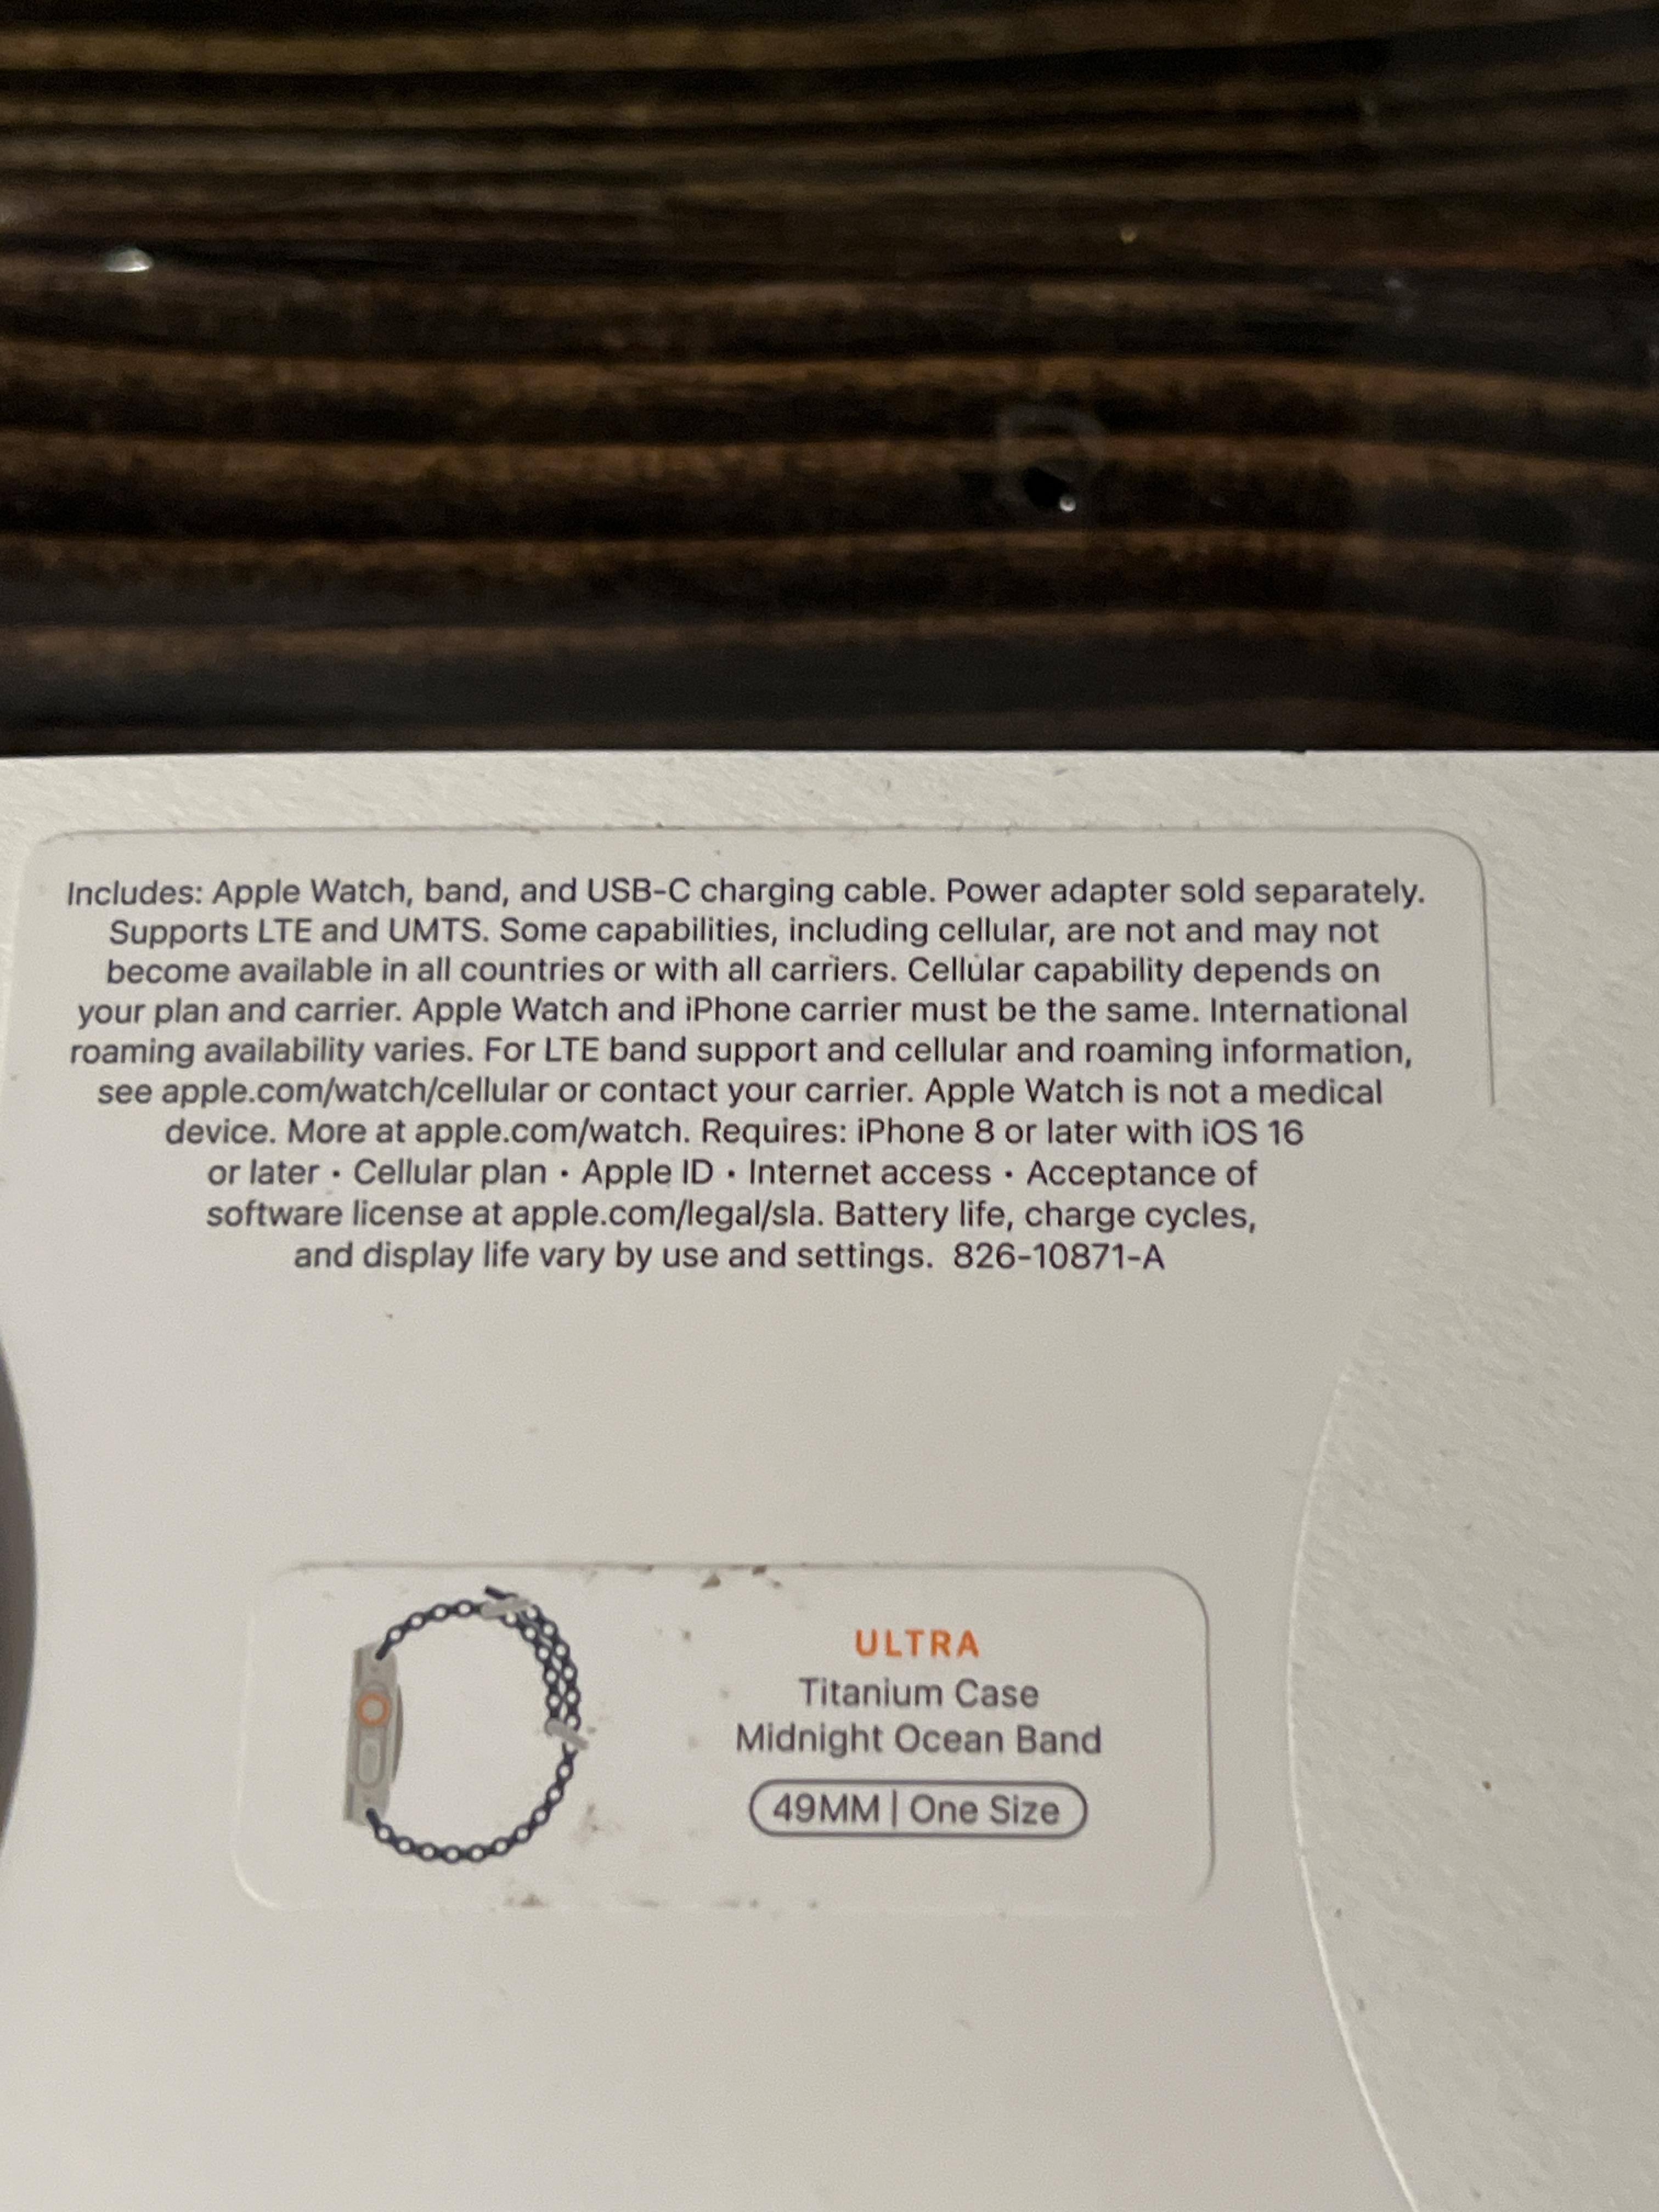 Includes: Apple Watch, band, and USB-C charging cable. Power adapter sold separately.
Supports LTE and UMTS. Some capabilities, including cellular, are not and may not
become available in all countries or with all carriers. Cellular capability depends on
your plan and carrier. Apple Watch and iPhone carrier must be the same. International
roaming availability varies. For LTE band support and cellular and roaming information,
see apple.com/watch/cellular or contact your carrier. Apple Watch is not a medical
device. More at apple.com/watch. Requires: iPhone 8 or later with iOS 16
or later • Cellular plan • Apple ID • Internet access • Acceptance of
software license at apple.com/legal/sla. Battery life, charge cycles,
and display life vary by use and settings. 826-10871-A
ULTRA
Titanium Case
Midnight Ocean Band
49MM | One Size